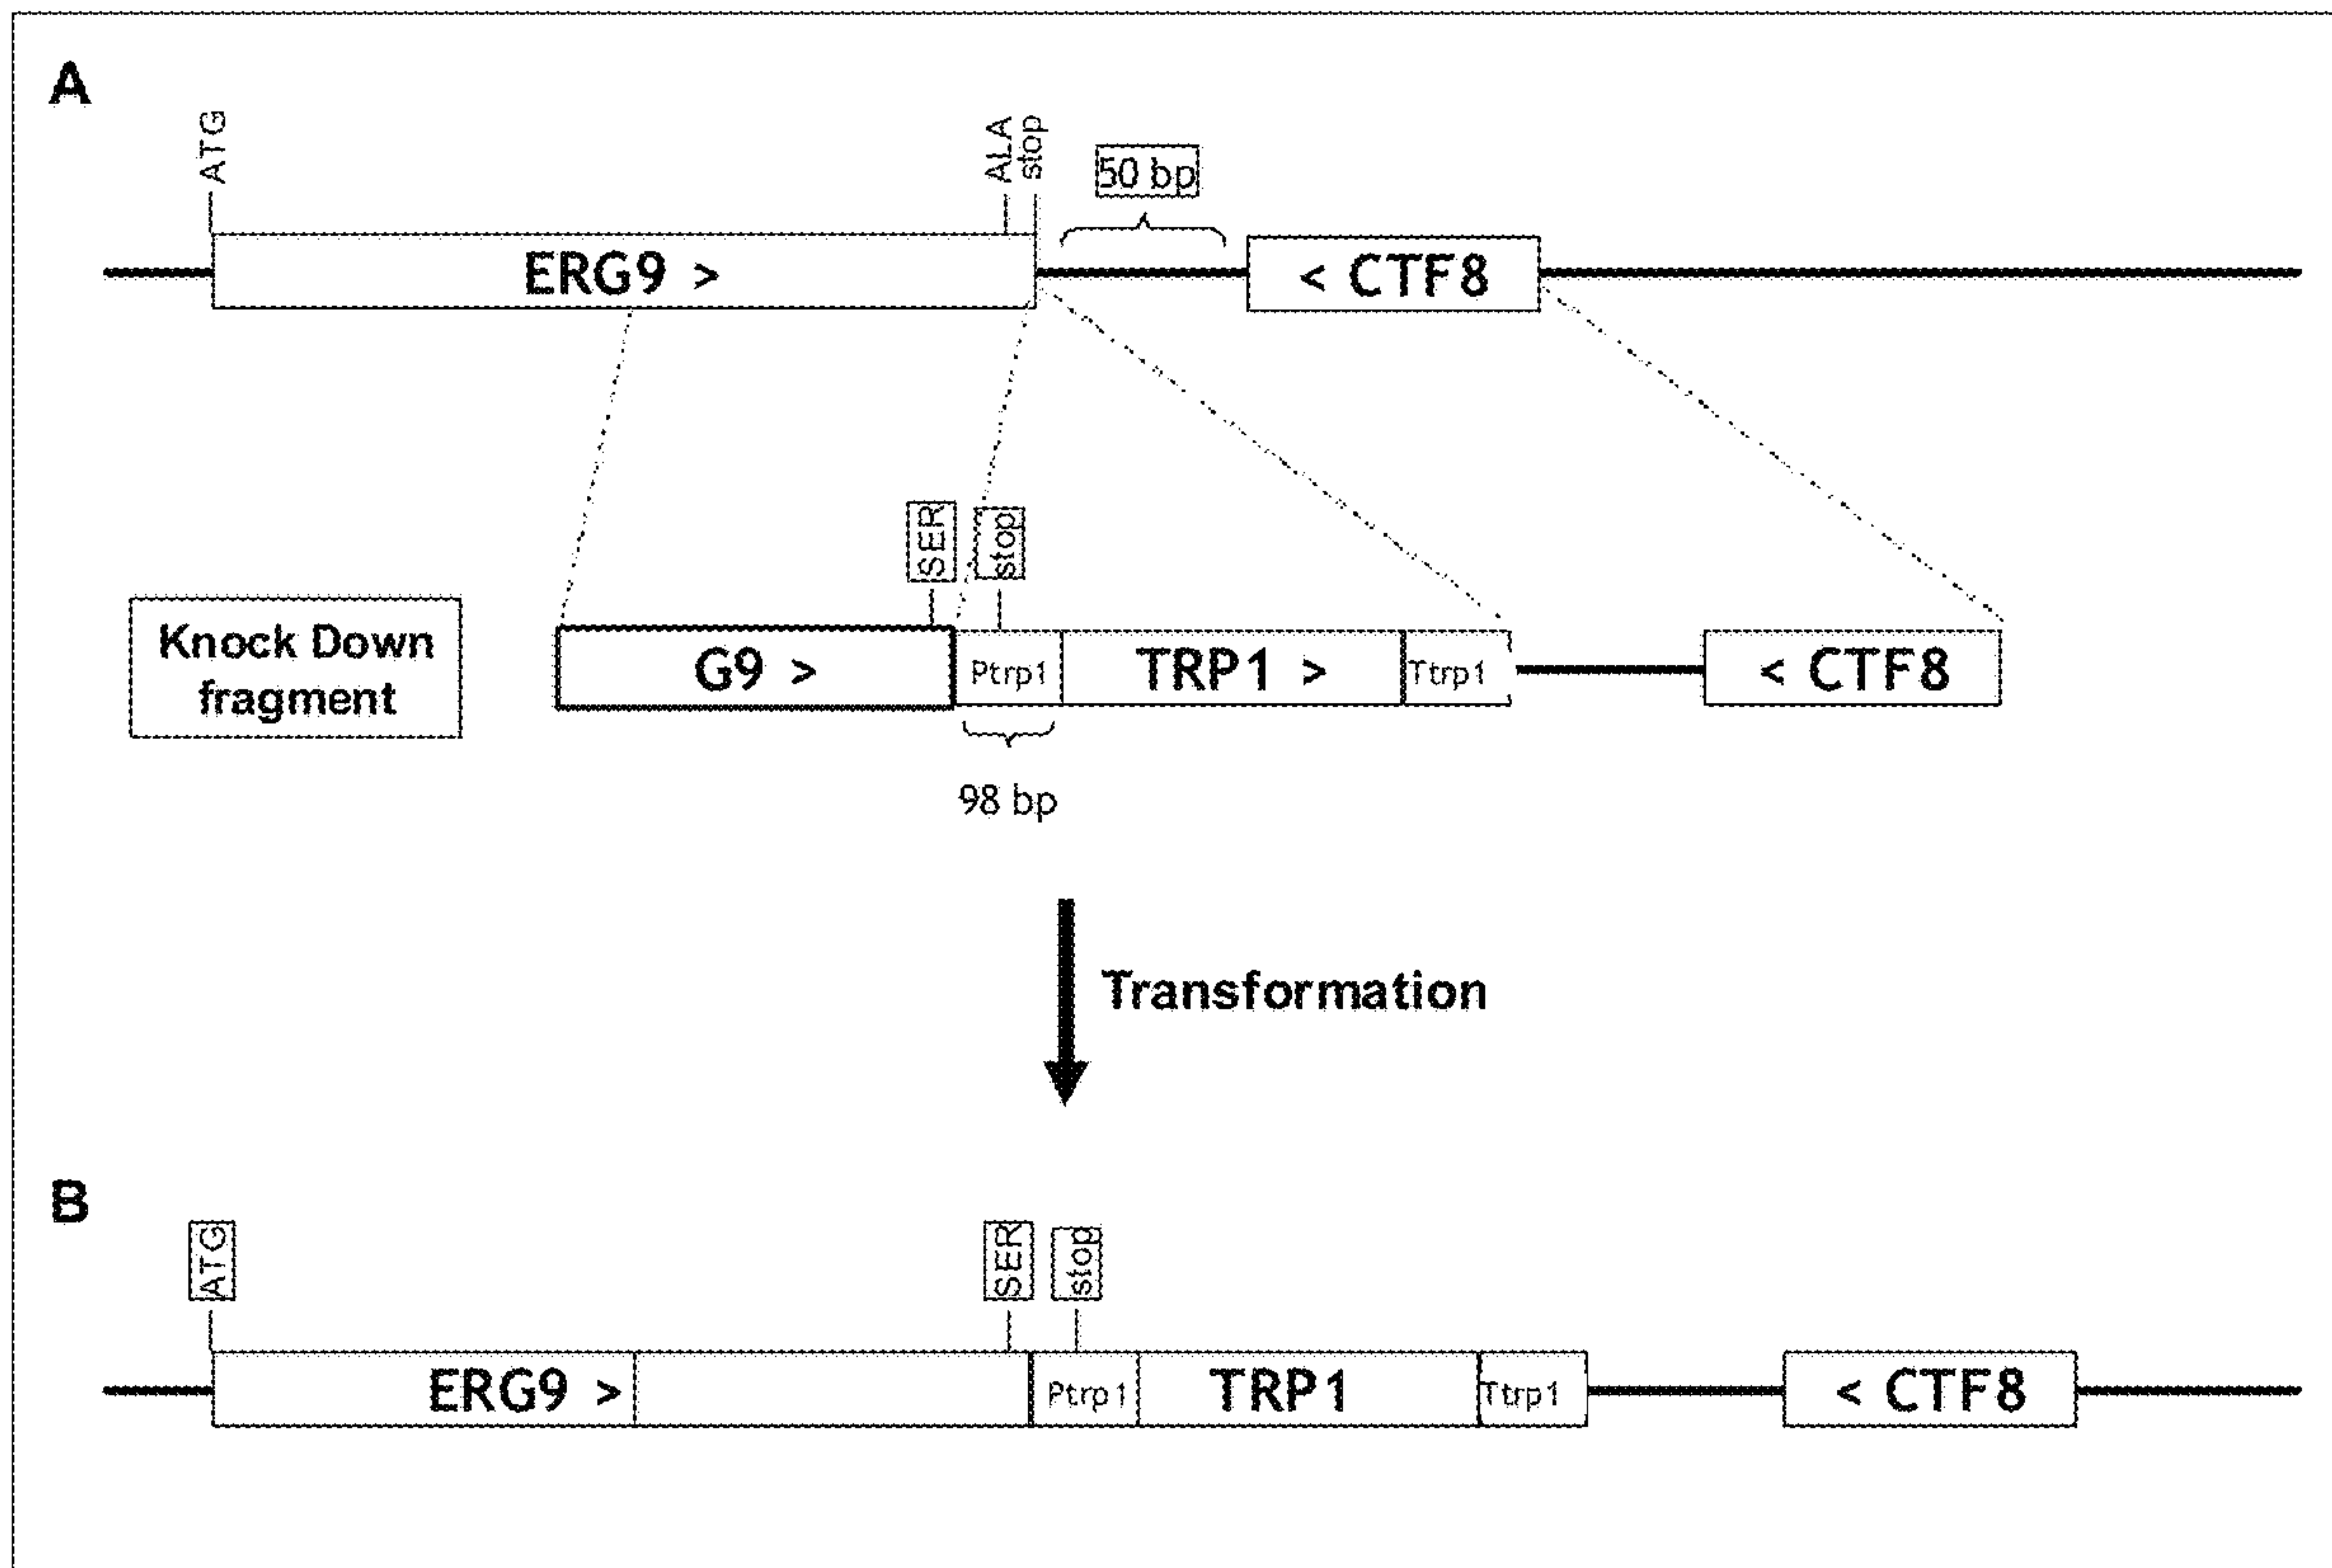 A
ATG
ALA
stop
50 bp
ERG9 >
< CTF8
SER
stop
Knock Down
fragment
G9 >
Ptrp1
TRP1 >
Ttrp1
< CTF8
98 bp
Transformation
B
ATG
SER
stop
ERG9 >
Ptrp1
TRP1
Ttrp1
< CTF8